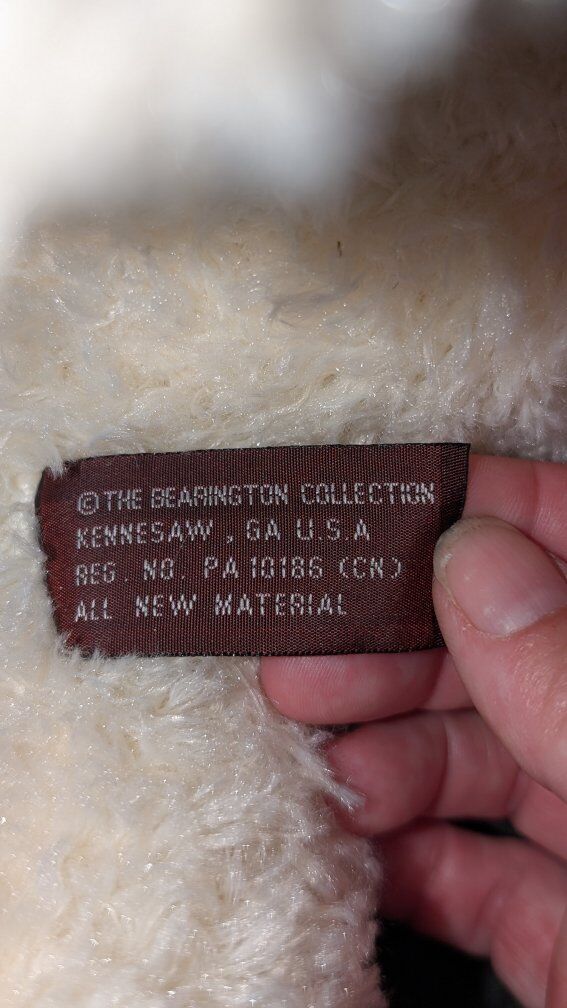 © THE BEARINGTON COLLECTION
KENNESAW , GA U.S.A
REG . NO. PA 10186 (CN)
ALL NEW MATERIAL